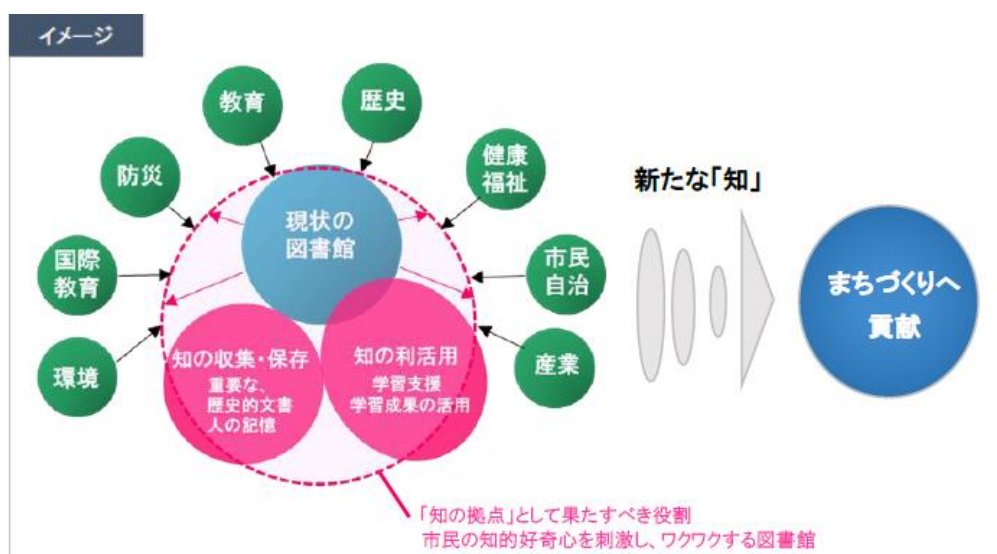 イメージ
教育
歴史
防災
健康
福祉
現状の
図書館
新たな「知」
国際
教育
市民
自治
まちづくりへ
貢献
環境
知の収集・保存
重要な、
歴史的文書
人の記憶
知の利活用
学習支援
学習成果の活用
産業
「知の拠点」として果たすべき役割
市民の知的好奇心を刺激し、ワクワクする図書館